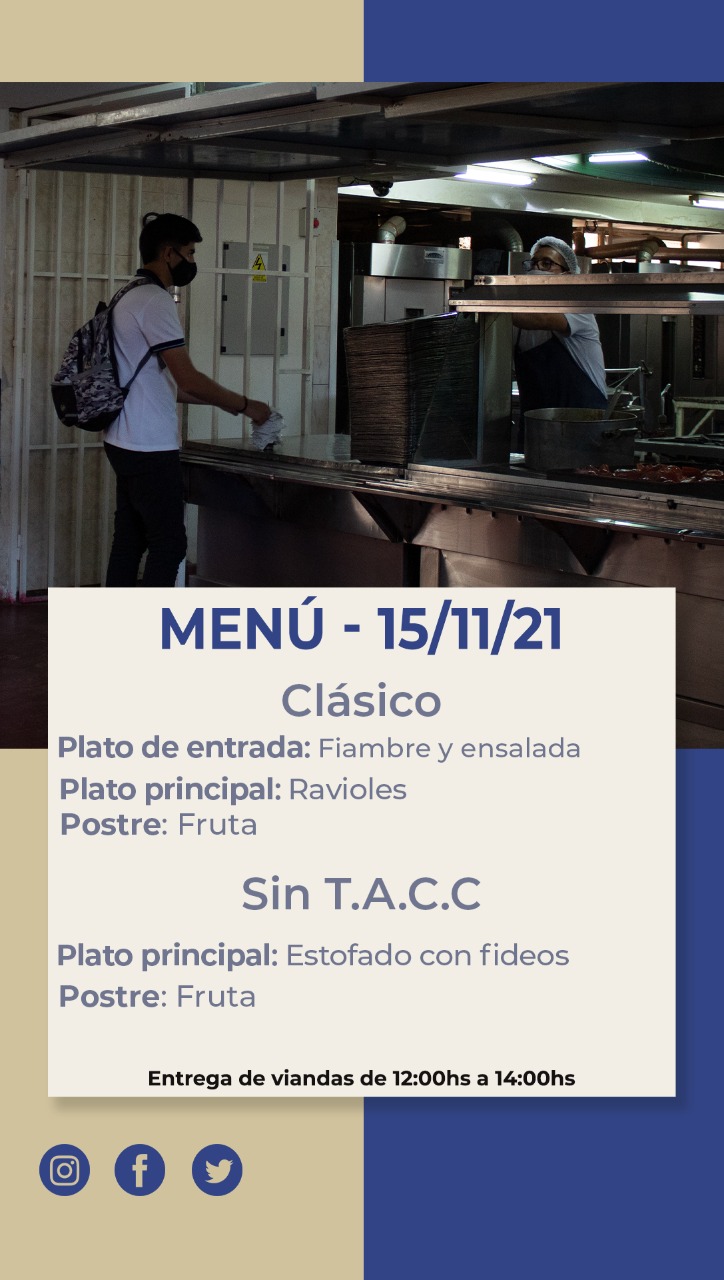 MENÚ - 15/11/21
Clásico
Plato de entrada: Fiambre y ensalada
Plato principal: Ravioles
Postre: Fruta
Sin T.A.C.C
Plato principal: Estofado con fideos
Postre: Fruta
Entrega de viandas de 12:00hs a 14:00hs